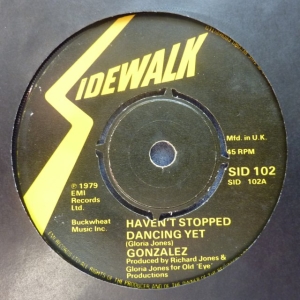 SIDEWALK
Mfd. in U.K.
45 RPM
SID 102
SID 102A
℗ 1979
EMI
Records
Ltd.
Buckwheat
Music Inc.
HAVEN'T STOPPED
DANCING YET
(Gloria Jones)
GONZALEZ
Produced by Richard Jones &
Gloria Jones for Old 'Eye
Productions